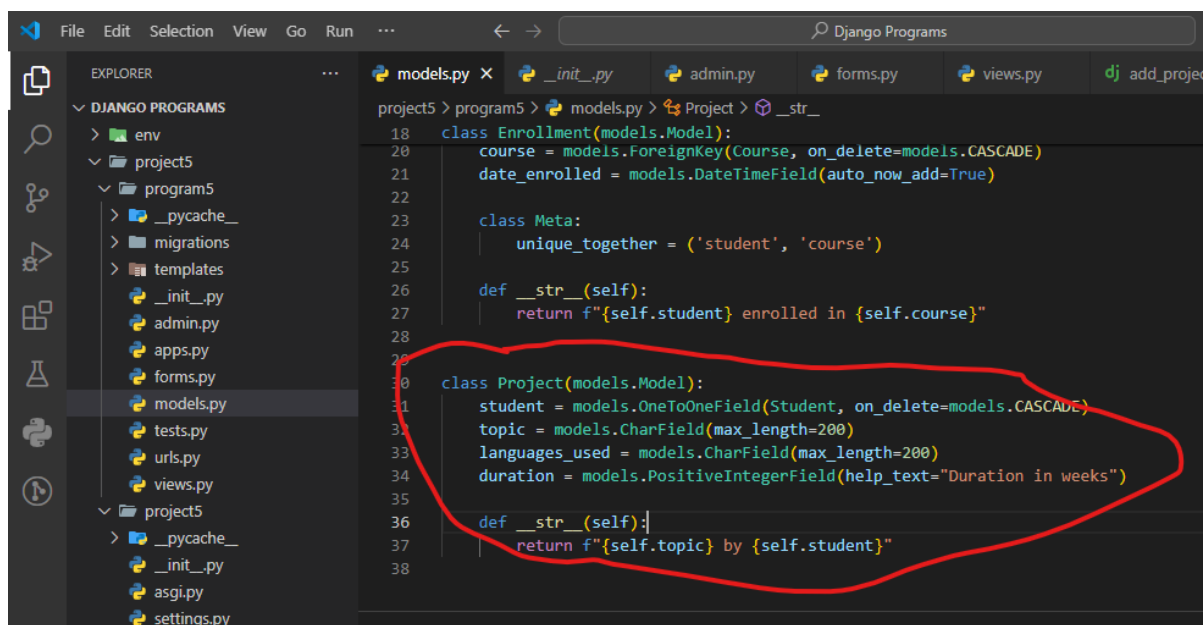 File Edit Selection View Go Run ··· ← → Django Programs
EXPLORER ···
DJANGO PROGRAMS
env
project5
program5
__pycache__
migrations
templates
__init__.py
admin.py
apps.py
forms.py
models.py
tests.py
urls.py
views.py
project5
__pycache__
__init__.py
asgi.py
settings.py
models.py × __init__.py admin.py forms.py views.py dj add_projec
project5 > program5 > models.py > Project > __str__
18 class Enrollment(models.Model):
20 course = models.ForeignKey(Course, on_delete=models.CASCADE)
21 date_enrolled = models.DateTimeField(auto_now_add=True)
22
23 class Meta:
24 unique_together = ('student', 'course')
25
26 def __str__(self):
27 return f"{self.student} enrolled in {self.course}"
28
29
30 class Project(models.Model):
31 student = models.OneToOneField(Student, on_delete=models.CASCADE)
32 topic = models.CharField(max_length=200)
33 languages_used = models.CharField(max_length=200)
34 duration = models.PositiveIntegerField(help_text="Duration in weeks")
35
36 def __str__(self):
37 return f"{self.topic} by {self.student}"
38